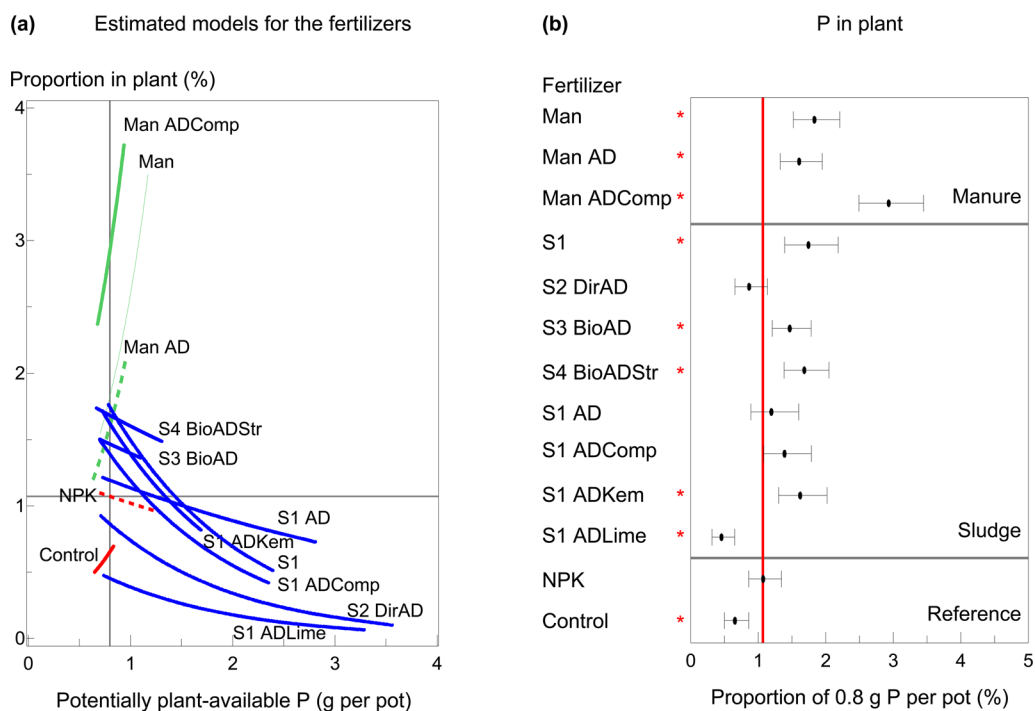 (a) Estimated models for the fertilizers
Proportion in plant (%)
4
3
2
1
0
Man ADComp
Man
Man AD
S4 BioADStr
S3 BioAD
NPK
S1 AD
Control
S1 ADKem
S1
S1 ADComp
S2 DirAD
S1 ADLime
0 1 2 3 4
Potentially plant-available P (g per pot)
(b) P in plant
Fertilizer
Man *
Man AD *
Man ADComp *
Manure
S1 *
S2 DirAD
S3 BioAD *
S4 BioADStr *
S1 AD
S1 ADComp
S1 ADKem *
S1 ADLime *
Sludge
NPK
Control *
Reference
0 1 2 3 4 5
Proportion of 0.8 g P per pot (%)